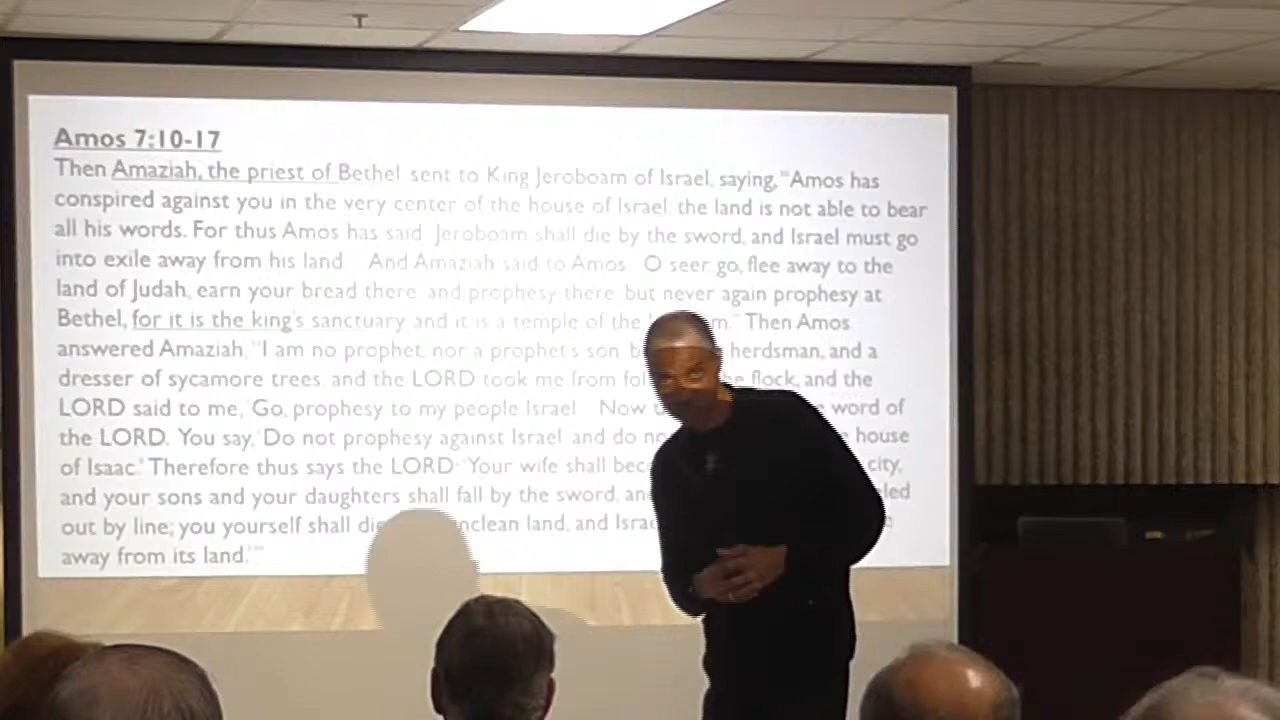 Amos 7:10-17
Then Amaziah, the priest of Bethel sent to King Jeroboam of Israel, saying, "Amos has
conspired against you in the very center of the house of Israel; the land is not able to bear
all his words. For thus Amos has said, 'Jeroboam shall die by the sword, and Israel must go
into exile away from his land.'" And Amaziah said to Amos, "O seer, go, flee away to the
land of Judah, earn your bread there, and prophesy there; but never again prophesy at
Bethel, for it is the king's sanctuary, and it is a temple of the Then Amos
answered Amaziah, "I am no prophet, nor a prophet's son herdsman, and a
dresser of sycamore trees, and the LORD took me from flock, and the
LORD said to me, 'Go, prophesy to my people Israel.' Now word of
the LORD. You say, 'Do not prophesy against Israel and do house
of Isaac.' Therefore thus says the LORD: 'Your wife shall city,
and your sons and your daughters shall fall by the sword,
out by line; you yourself shall land, and
away from its land.'"